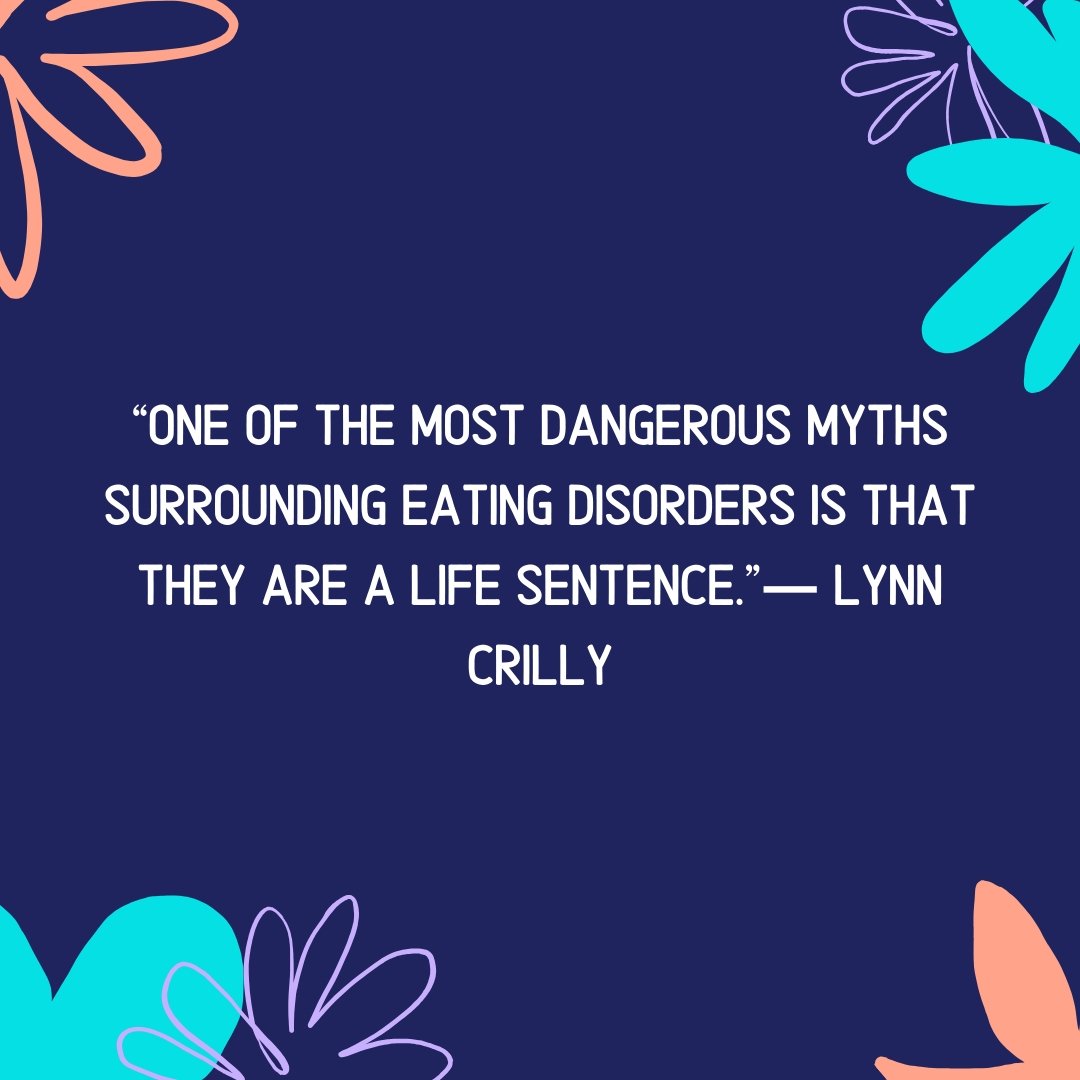 “ONE OF THE MOST DANGEROUS MYTHS
SURROUNDING EATING DISORDERS IS THAT
THEY ARE A LIFE SENTENCE.”— LYNN
CRILLY